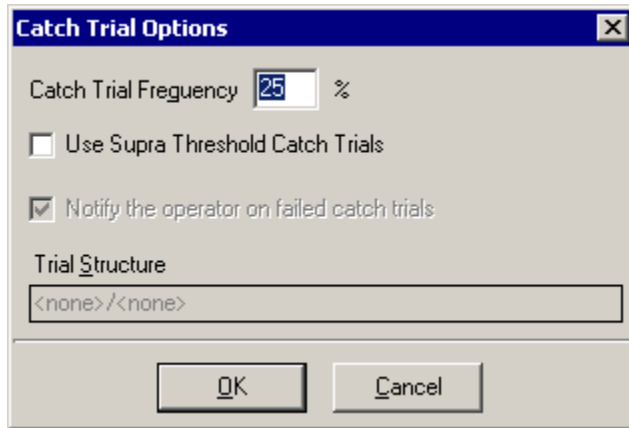 Catch Trial Options
Catch Trial Freguency 25 %
Use Supra Threshold Catch Trials
Notify the operator on failed catch trials
Trial Structure
<none>/<none>
OK Cancel